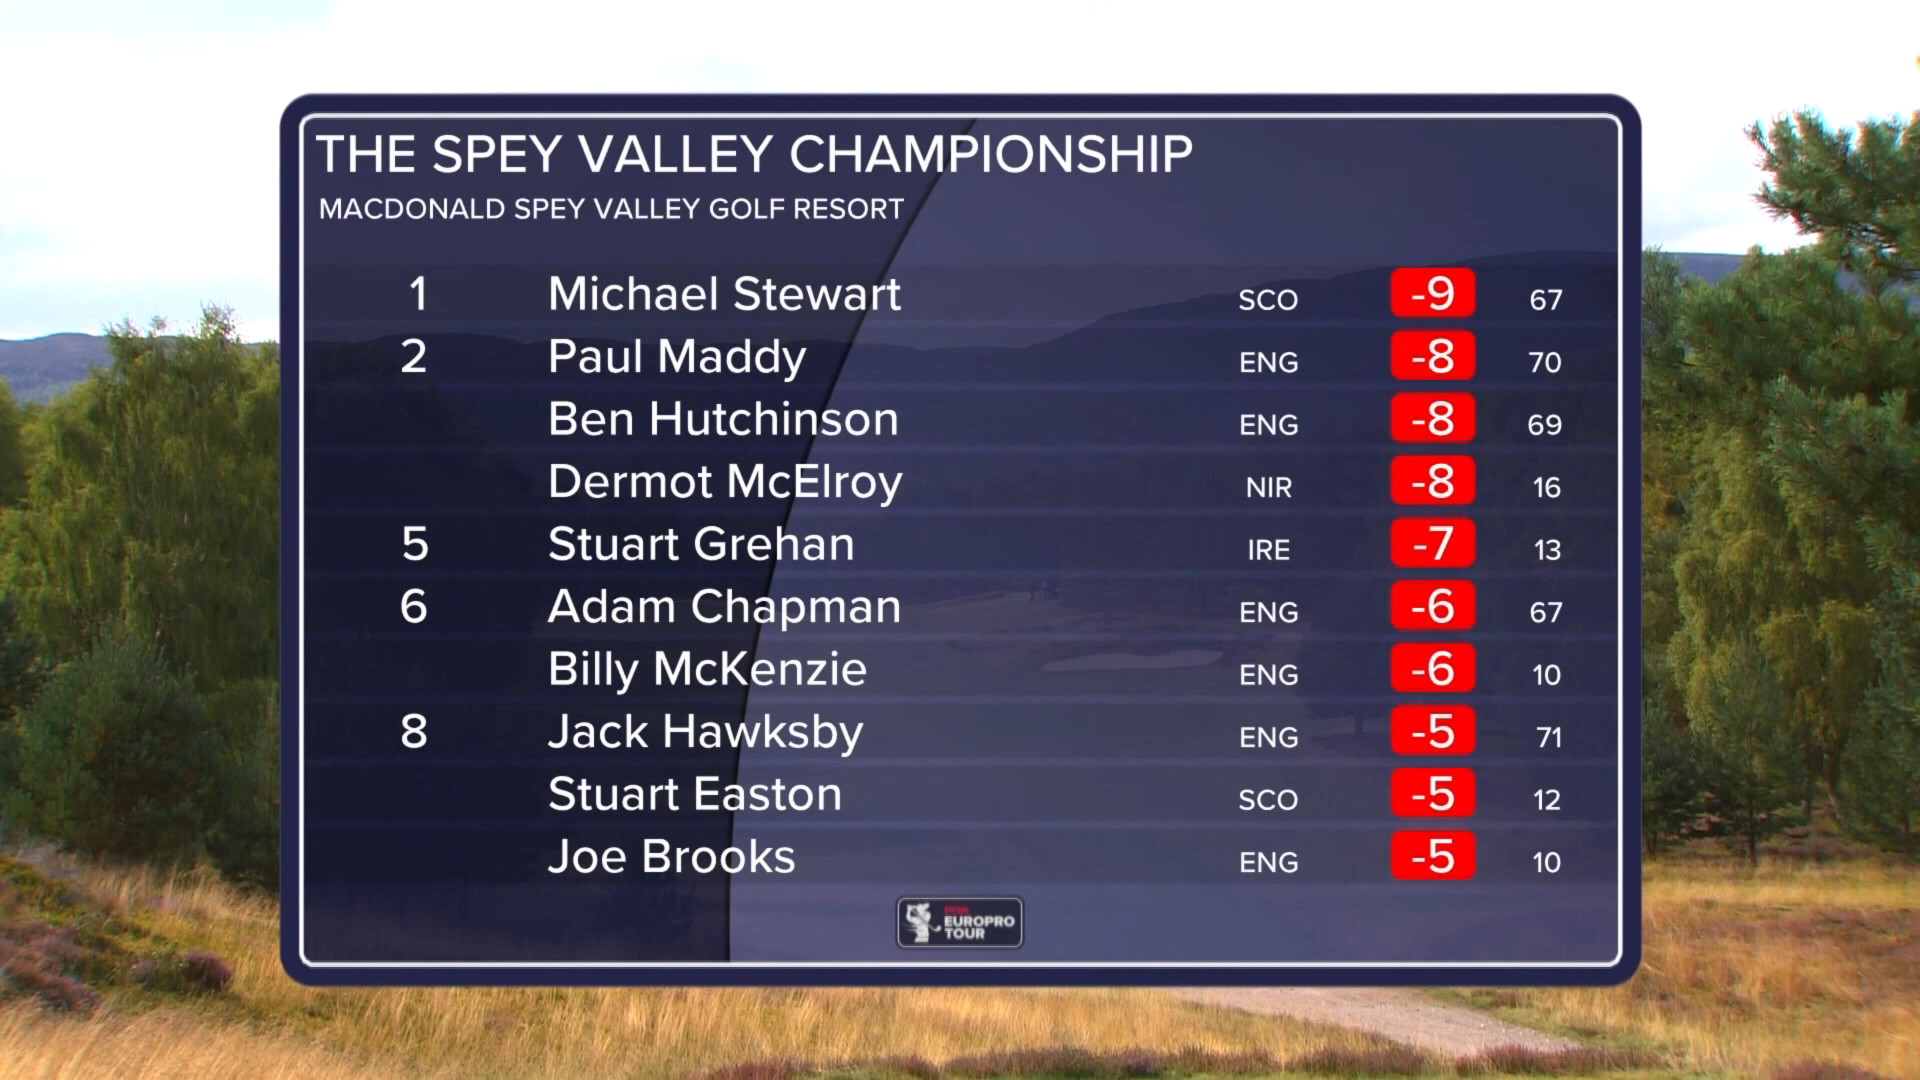 THE SPEY VALLEY CHAMPIONSHIP
MACDONALD SPEY VALLEY GOLF RESORT
1 Michael Stewart SCO -9 67
2 Paul Maddy ENG -8 70
Ben Hutchinson ENG -8 69
Dermot McElroy NIR -8 16
5 Stuart Grehan IRE -7 13
6 Adam Chapman ENG -6 67
Billy McKenzie ENG -6 10
8 Jack Hawksby ENG -5 71
Stuart Easton SCO -5 12
Joe Brooks ENG -5 10
PGA
EUROPRO
TOUR